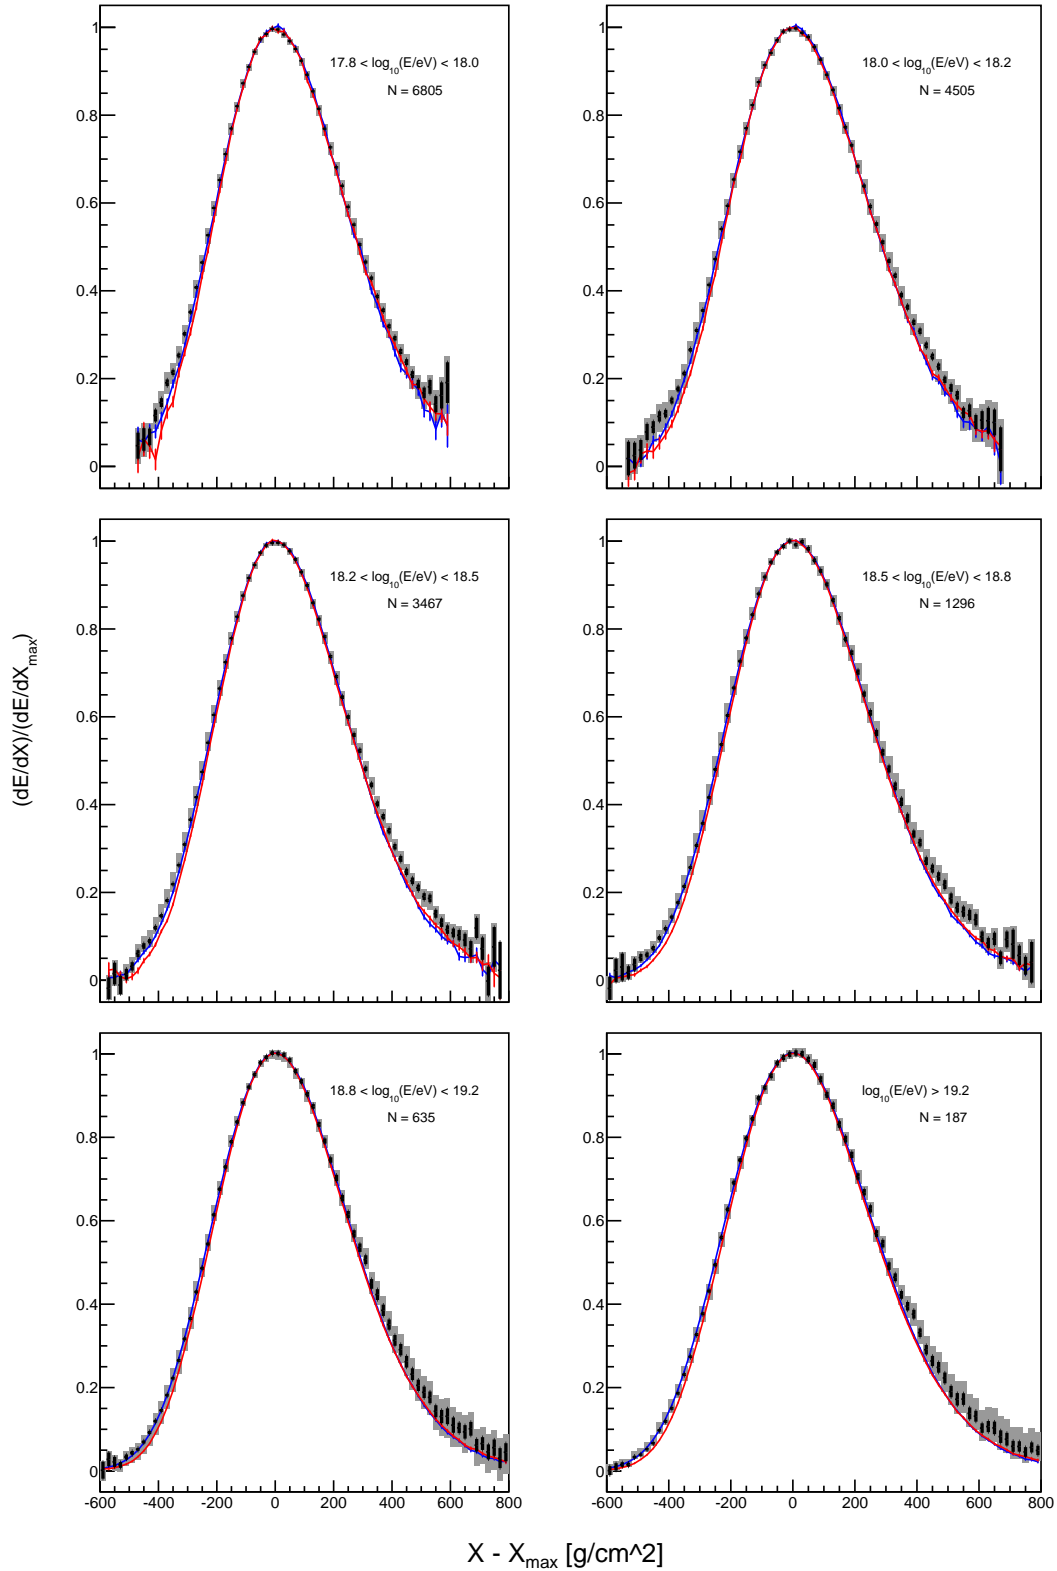 1
0.8
0.6
0.4
0.2
0
17.8 < log10(E/eV) < 18.0
N = 6805
1
0.8
0.6
0.4
0.2
0
18.0 < log10(E/eV) < 18.2
N = 4505
1
0.8
0.6
0.4
0.2
0
18.2 < log10(E/eV) < 18.5
N = 3467
1
0.8
0.6
0.4
0.2
0
18.5 < log10(E/eV) < 18.8
N = 1296
(dE/dX)/(dE/dXmax)
1
0.8
0.6
0.4
0.2
0
18.8 < log10(E/eV) < 19.2
N = 635
-600 -400 -200 0 200 400 600 800
1
0.8
0.6
0.4
0.2
0
log10(E/eV) > 19.2
N = 187
-600 -400 -200 0 200 400 600 800
X - Xmax [g/cm^2]